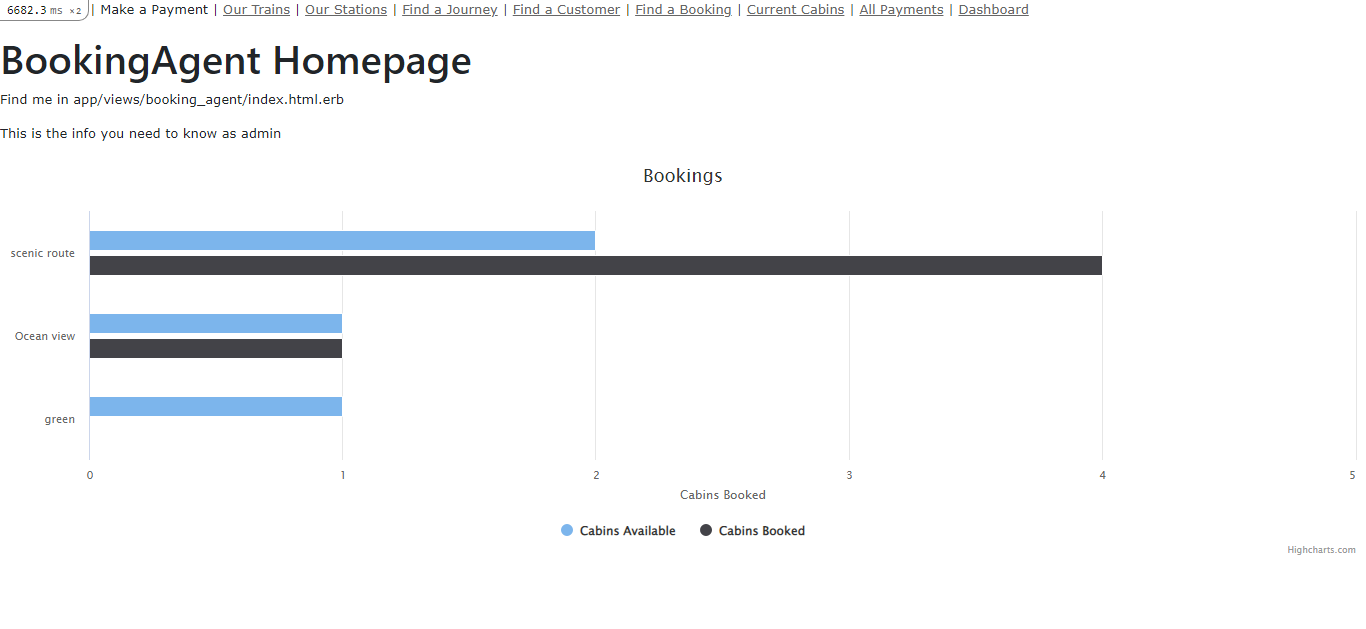 6682.3 ms ×2 | Make a Payment | Our Trains | Our Stations | Find a Journey | Find a Customer | Find a Booking | Current Cabins | All Payments | Dashboard
BookingAgent Homepage
Find me in app/views/booking_agent/index.html.erb
This is the info you need to know as admin
Bookings
scenic route
Ocean view
green
0 1 2 3 4 5
Cabins Booked
Cabins Available Cabins Booked
Highcharts.com